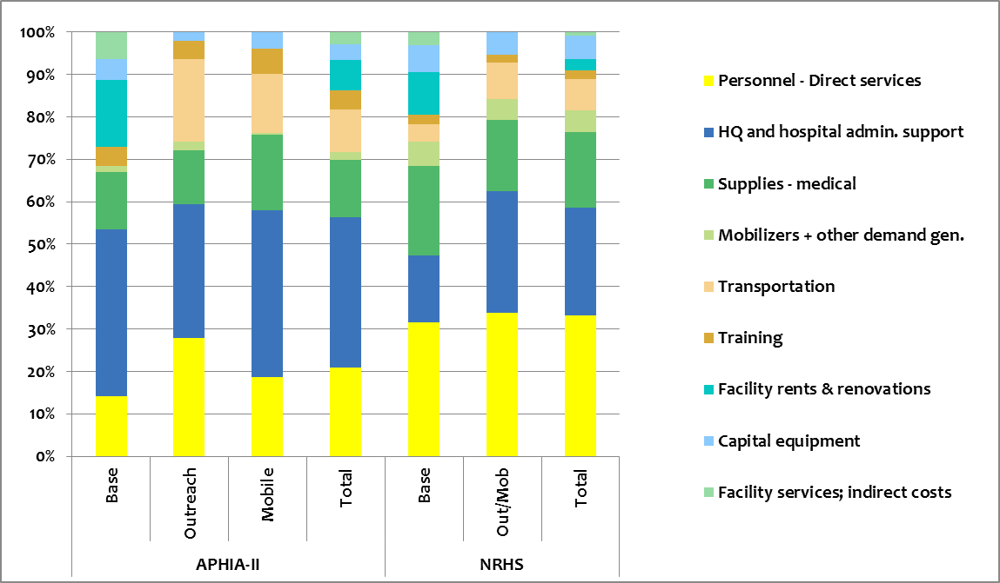 100%
90%
80%
70%
60%
50%
40%
30%
20%
10%
0%
Base
Outreach
Mobile
Total
Base
Out/Mob
Total
APHIA-II
NRHS
Personnel - Direct services
HQ and hospital admin. support
Supplies - medical
Mobilizers + other demand gen.
Transportation
Training
Facility rents & renovations
Capital equipment
Facility services; indirect costs